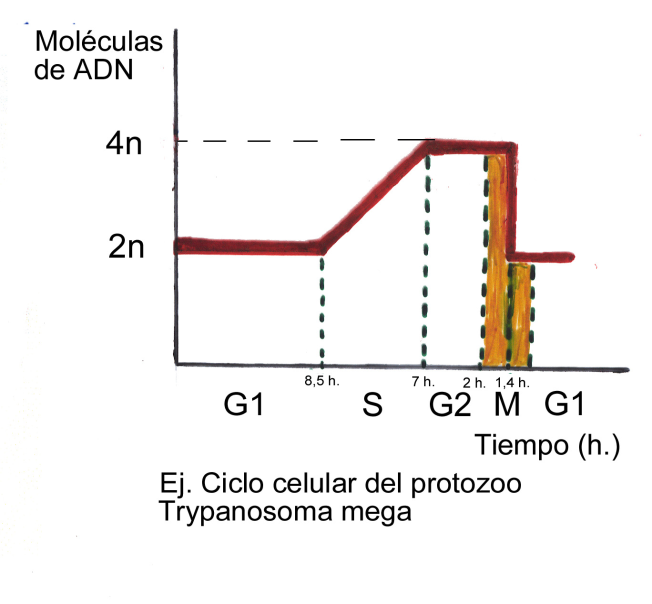 Moléculas
de ADN
4n
2n
8,5 h. 7 h. 2 h. 1,4 h.
G1 S G2 M G1
Tiempo (h.)
Ej. Ciclo celular del protozoo
Trypanosoma mega